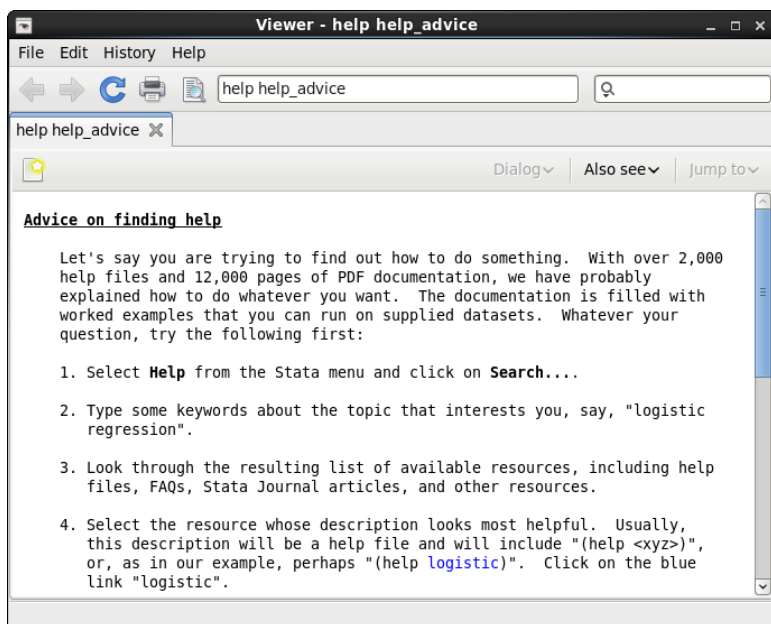 Viewer - help help_advice
File Edit History Help
help help_advice
help help_advice
Dialog Also see Jump to
Advice on finding help
Let's say you are trying to find out how to do something. With over 2,000
help files and 12,000 pages of PDF documentation, we have probably
explained how to do whatever you want. The documentation is filled with
worked examples that you can run on supplied datasets. Whatever your
question, try the following first:
1. Select Help from the Stata menu and click on Search....
2. Type some keywords about the topic that interests you, say, "logistic
regression".
3. Look through the resulting list of available resources, including help
files, FAQs, Stata Journal articles, and other resources.
4. Select the resource whose description looks most helpful. Usually,
this description will be a help file and will include "(help <xyz>)",
or, as in our example, perhaps "(help logistic)". Click on the blue
link "logistic".